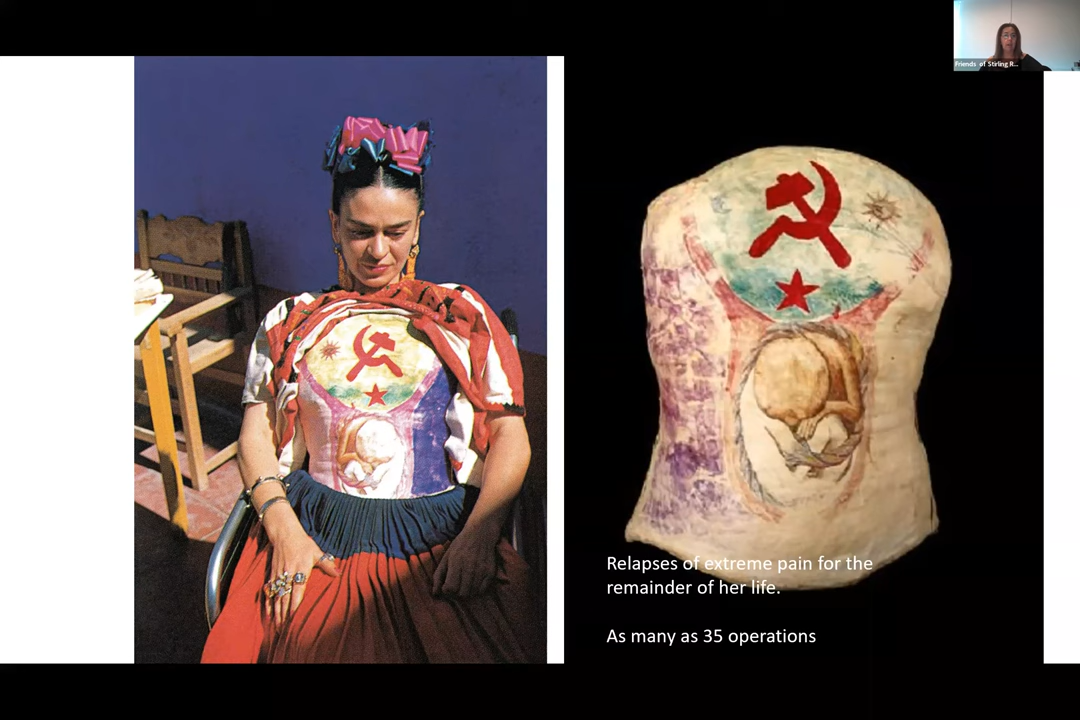 Friends of Stirling R...
Relapses of extreme pain for the
remainder of her life.
As many as 35 operations